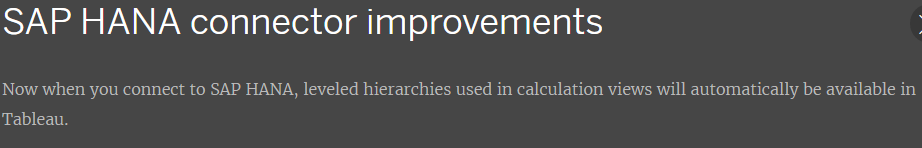 SAP HANA connector improvements
Now when you connect to SAP HANA, leveled hierarchies used in calculation views will automatically be available in
Tableau.